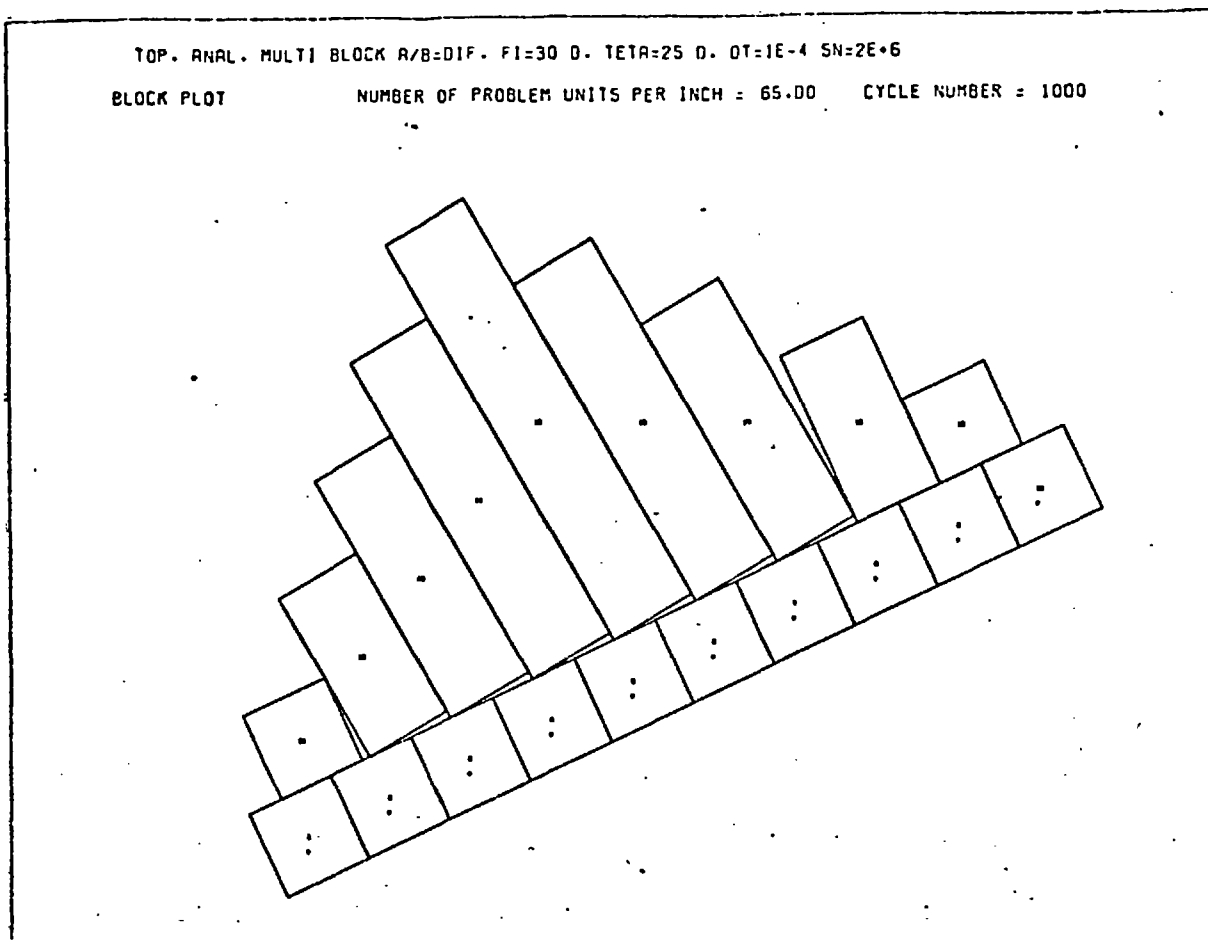 TOP. ANAL. MULTI BLOCK A/B=DIF. FI=30 D. TETA=25 D. DT=1E-4 SN=2E+6
BLOCK PLOT NUMBER OF PROBLEM UNITS PER INCH = 65.00 CYCLE NUMBER = 1000